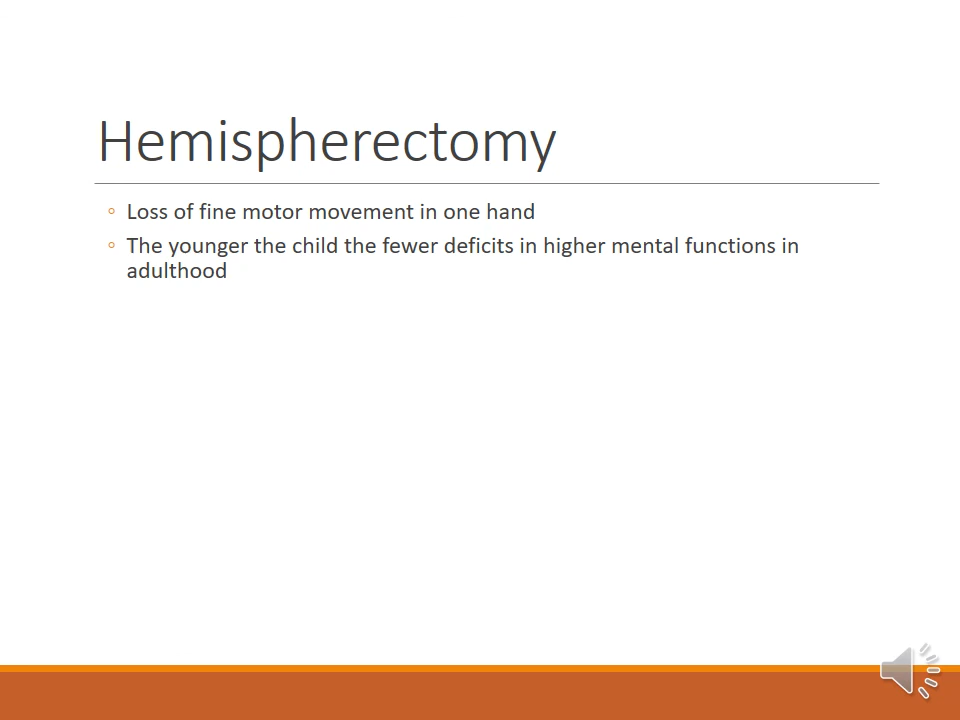 Hemispherectomy
◦ Loss of fine motor movement in one hand
◦ The younger the child the fewer deficits in higher mental functions in
adulthood